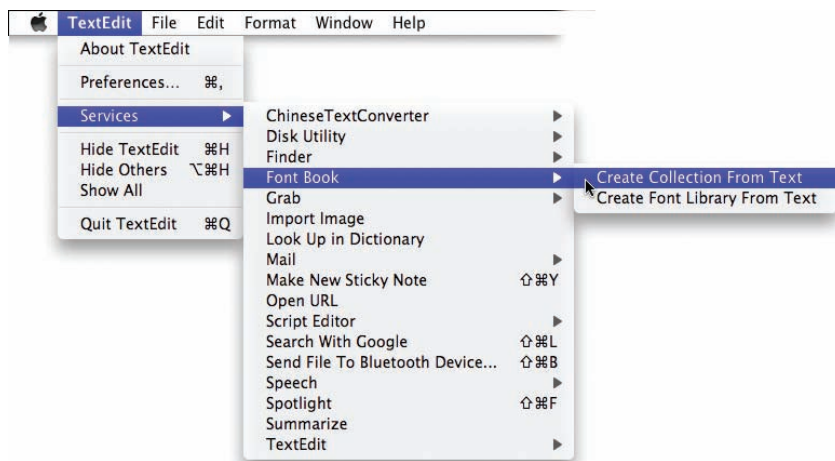 TextEdit File Edit Format Window Help
About TextEdit
Preferences... ⌘,
Services
Hide TextEdit ⌘H
Hide Others ⌥⌘H
Show All
Quit TextEdit ⌘Q
ChineseTextConverter
Disk Utility
Finder
Font Book
Grab
Import Image
Look Up in Dictionary
Mail
Make New Sticky Note ⇧⌘Y
Open URL
Script Editor
Search With Google ⇧⌘L
Send File To Bluetooth Device... ⇧⌘B
Speech
Spotlight ⇧⌘F
Summarize
TextEdit
Create Collection From Text
Create Font Library From Text